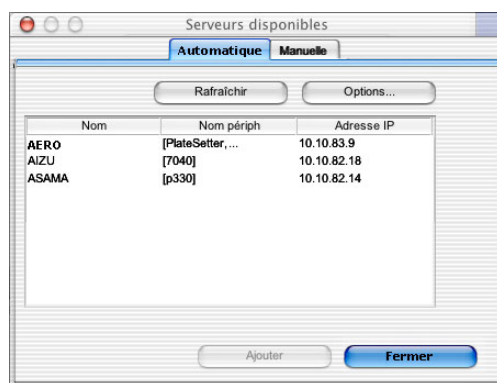 Serveurs disponibles
Automatique Manuelle
Rafraîchir Options...
Nom Nom périph Adresse IP
AERO [PlateSetter,... 10.10.83.9
AIZU [7040] 10.10.82.18
ASAMA [p330] 10.10.82.14
Ajouter Fermer